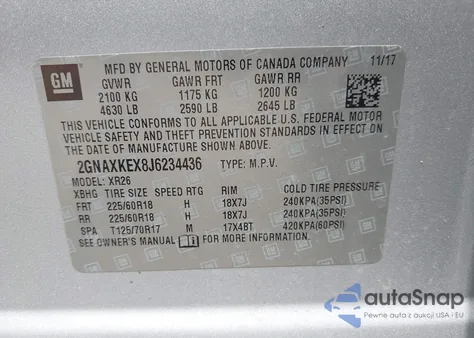 GM
MFD BY GENERAL MOTORS OF CANADA COMPANY 11/17
GVWR GAWR FRT GAWR RR
2100 KG 1175 KG 1200 KG
4630 LB 2590 LB 2645 LB
THIS VEHICLE CONFORMS TO ALL APPLICABLE U.S. FEDERAL MOTOR
VEHICLE SAFETY AND THEFT PREVENTION STANDARDS IN EFFECT ON THE
DATE OF MANUFACTURE SHOWN ABOVE.
2GNAXKEX8J6234436 TYPE: M.P.V.
MODEL: XR26
XBHG TIRE SIZE SPEED RTG RIM COLD TIRE PRESSURE
FRT 225/60R18 H 18X7J 240KPA(35PSI)
RR 225/60R18 H 18X7J 240KPA(35PSI)
SPA T125/70R17 M 17X4BT 420KPA(60PSI)
SEE OWNER'S MANUAL FOR MORE INFORMATION.
autoSnap
Pewne auta z aukcji USA i EU